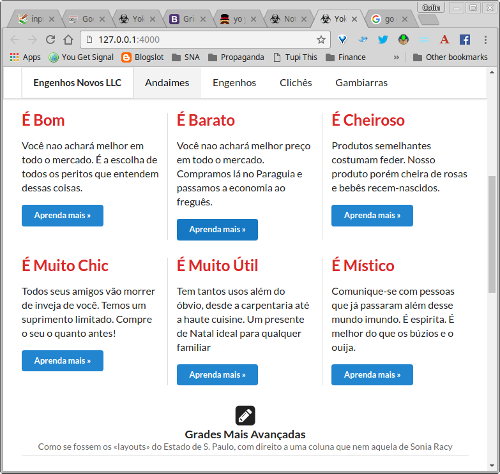 inp
Go
Yok
Gri
yo
No
Yok
go
Galie
127.0.0.1:4000
Apps You Get Signal Blogslot SNA Propaganda Tupi This Finance » Other bookmarks
Engenhos Novos LLC Andaimes Engenhos Clichês Gambiarras
É Bom
Você nao achará melhor em
todo o mercado. É a escolha de
todos os peritos que entendem
dessas coisas.
Aprenda mais »
É Barato
Você nao achará melhor preço
em todo o mercado.
Compramos lá no Paraguia e
passamos a economia ao
freguês.
Aprenda mais »
É Cheiroso
Produtos semelhantes
costumam feder. Nosso
produto porém cheira de rosas
e bebês recem-nascidos.
Aprenda mais »
É Muito Chic
Todos seus amigos vão morrer
de inveja de você. Temos um
suprimento limitado. Compre
o seu o quanto antes!
Aprenda mais »
É Muito Útil
Tem tantos usos além do
óbvio, desde a carpentaria até
a haute cuisine. Um presente
de Natal ideal para qualquer
familiar
Aprenda mais »
É Místico
Comunique-se com pessoas
que já passaram além desse
mundo imundo. É espirita. É
melhor do que os búzios e o
ouija.
Aprenda mais »
Grades Mais Avançadas
Como se fossem os «layouts» do Estado de S. Paulo, com direito a uma coluna que nem aquela de Sonia Racy